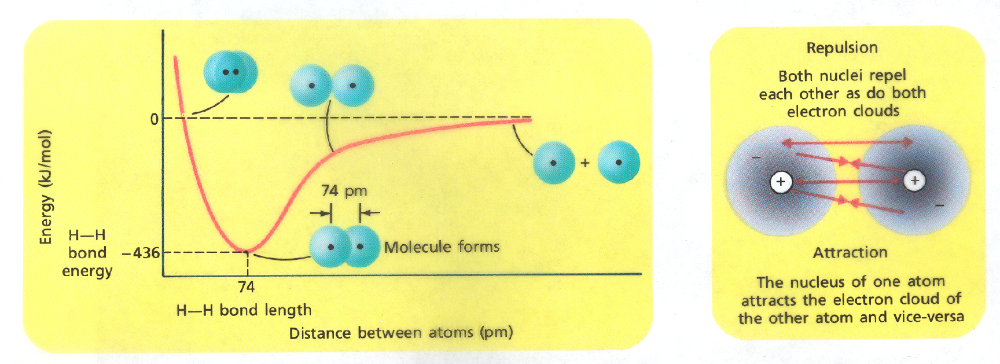 0
Energy (kJ/mol)
H—H
bond
energy
−436
74 pm
Molecule forms
+
74
H—H bond length
Distance between atoms (pm)
Repulsion
Both nuclei repel
each other as do both
electron clouds
−
+
+
−
Attraction
The nucleus of one atom
attracts the electron cloud of
the other atom and vice-versa